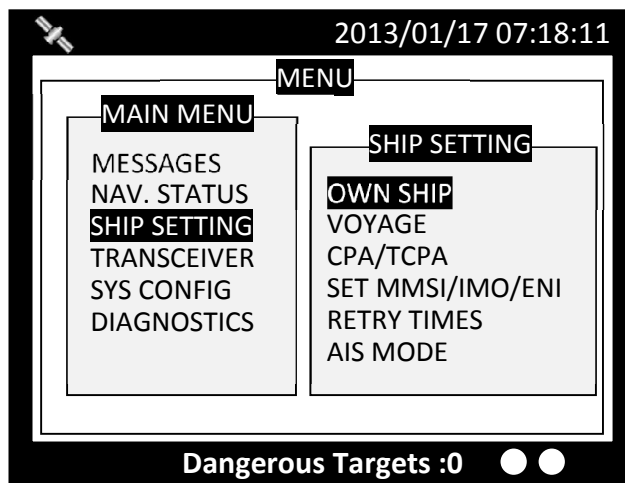 2013/01/17 07:18:11
MENU
MAIN MENU
MESSAGES
NAV. STATUS
SHIP SETTING
TRANSCEIVER
SYS CONFIG
DIAGNOSTICS
SHIP SETTING
OWN SHIP
VOYAGE
CPA/TCPA
SET MMSI/IMO/ENI
RETRY TIMES
AIS MODE
Dangerous Targets :0